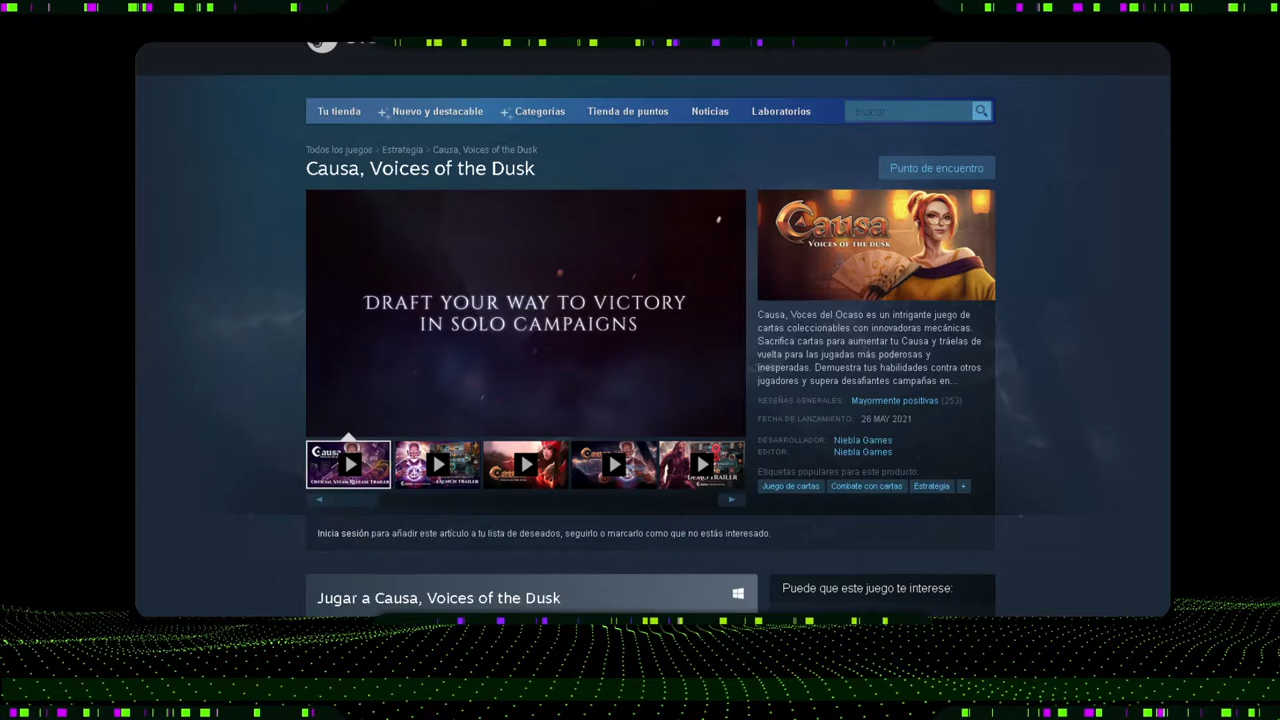 Tu tienda
Nuevo y destacable
Categorías
Tienda de puntos
Noticias
Laboratorios
buscar
Todos los juegos > Estrategia > Causa, Voices of the Dusk
Causa, Voices of the Dusk
Punto de encuentro
DRAFT YOUR WAY TO VICTORY
IN SOLO CAMPAIGNS
Causa
VOICES OF THE DUSK
Causa, Voces del Ocaso es un intrigante juego de
cartas coleccionables con innovadoras mecánicas.
Sacrifica cartas para aumentar tu Causa y tráelas de
vuelta para las jugadas más poderosas y
inesperadas. Demuestra tus habilidades contra otros
jugadores y supera desafiantes campañas en...
RESEÑAS GENERALES: Mayormente positivas (253)
FECHA DE LANZAMIENTO: 26 MAY 2021
DESARROLLADOR: Niebla Games
EDITOR: Niebla Games
Etiquetas populares para este producto:
Juego de cartas
Combate con cartas
Estrategia
+
OFFICIAL STEAM RELEASE TRAILER
LAUNCH TRAILER
Inicia sesión para añadir este artículo a tu lista de deseados, seguirlo o marcarlo como que no estás interesado.
Jugar a Causa, Voices of the Dusk
Puede que este juego te interese: